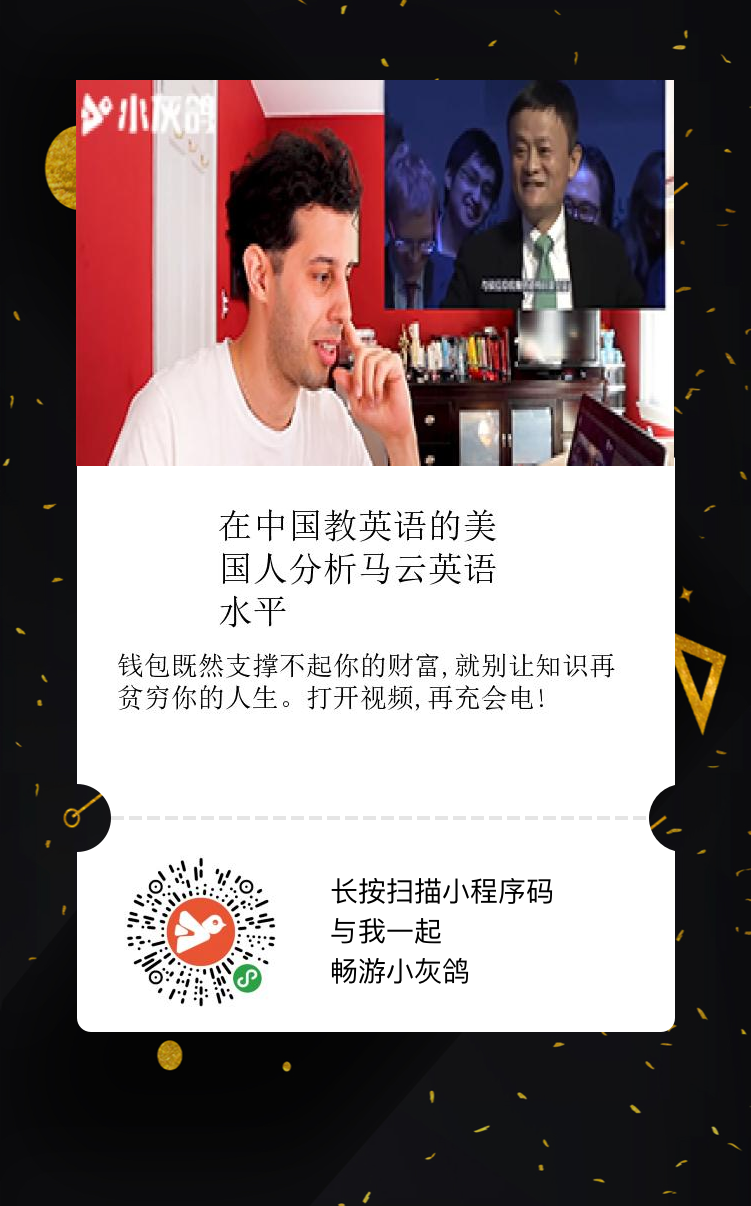 小灰鸽
在中国教英语的美
国人分析马云英语
水平
钱包既然支撑不起你的财富,就别让知识再
贫穷你的人生。打开视频,再充会电!
长按扫描小程序码
与我一起
畅游小灰鸽